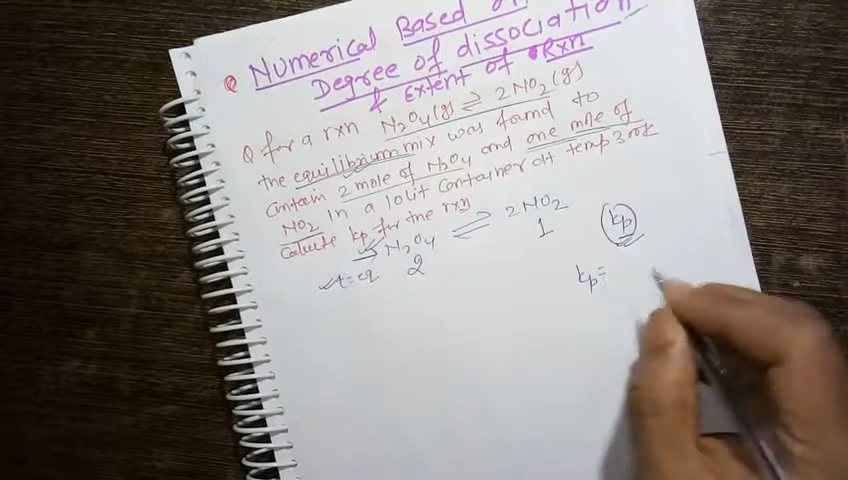 Q Numerical Based on
Degree of dissociation
& Extent of Rxn
Q for a rxn N₂O₄(g) ⇌ 2NO₂(g)
the equilibrium mix was found to
contain 2 mole of N₂O₄ and one mole of
NO₂ in a 10 lit container at temp 300K
Calculate kp for the rxn
N₂O₄ ⇌ 2NO₂ kp
t=eq 2 1
kp=